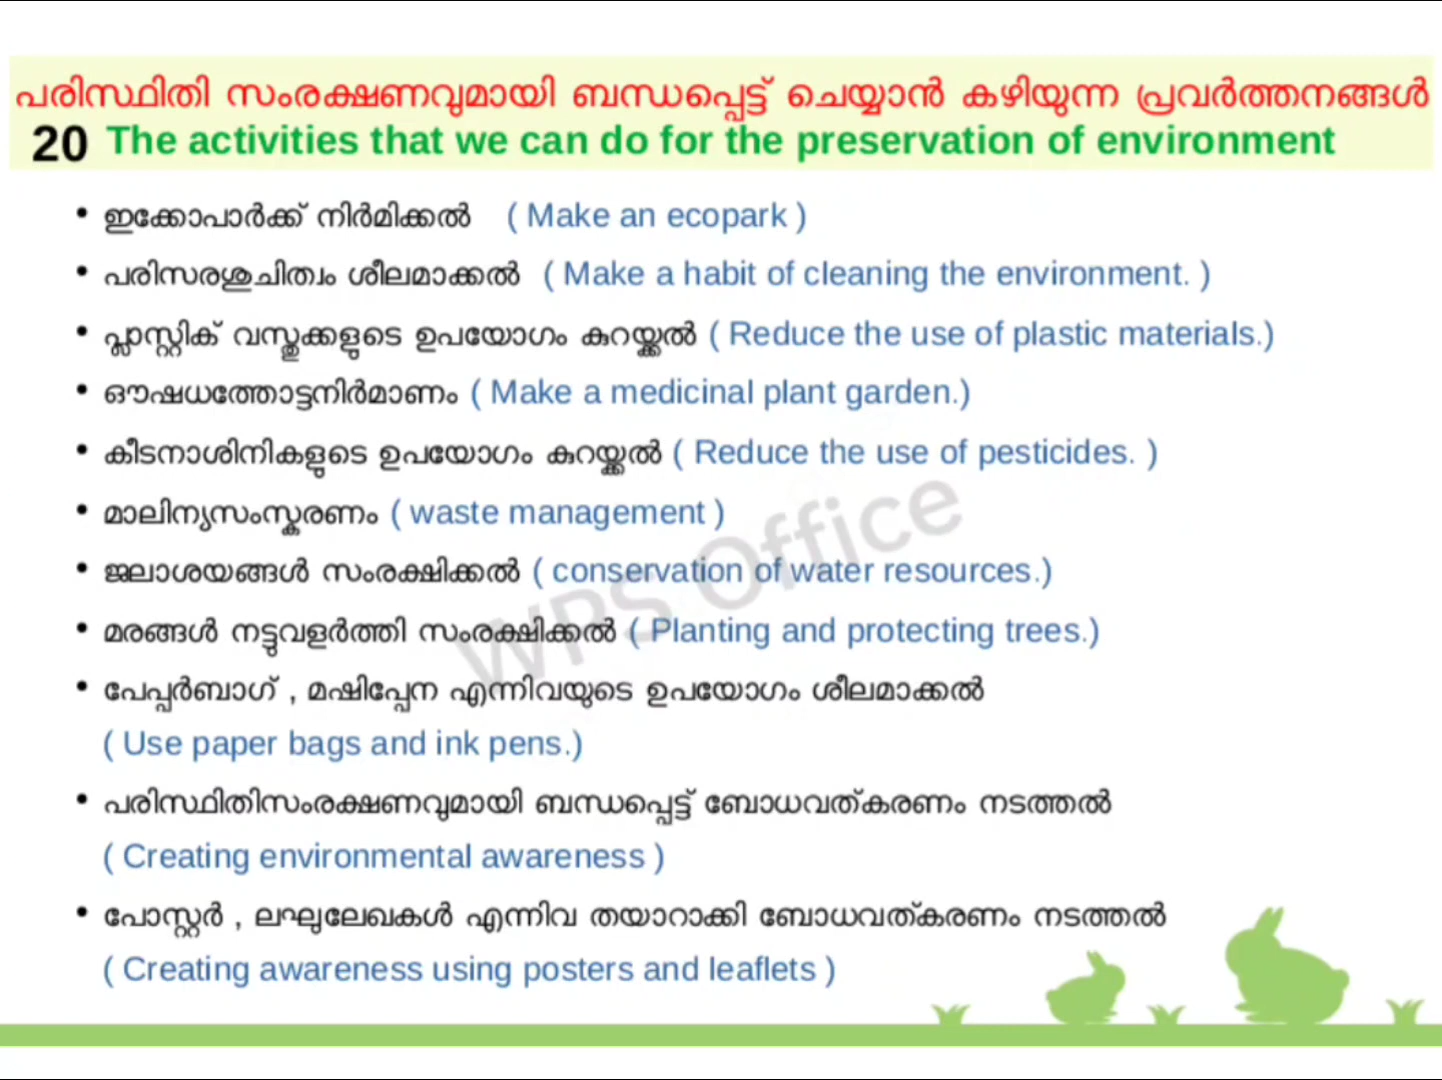 പരിസ്ഥിതി സംരക്ഷണവുമായി ബന്ധപ്പെട്ട് ചെയ്യാൻ കഴിയുന്ന പ്രവർത്തനങ്ങൾ
20 The activities that we can do for the preservation of environment
• ഇക്കോപാർക്ക് നിർമിക്കൽ ( Make an ecopark )
• പരിസരശുചിത്വം ശീലമാക്കൽ ( Make a habit of cleaning the environment. )
• പ്ലാസ്റ്റിക് വസ്തുക്കളുടെ ഉപയോഗം കുറയ്ക്കൽ ( Reduce the use of plastic materials.)
• ഔഷധത്തോട്ടനിർമാണം ( Make a medicinal plant garden.)
• കീടനാശിനികളുടെ ഉപയോഗം കുറയ്ക്കൽ ( Reduce the use of pesticides. )
• മാലിന്യസംസ്കരണം ( waste management )
• ജലാശയങ്ങൾ സംരക്ഷിക്കൽ ( conservation of water resources.)
• മരങ്ങൾ നട്ടുവളർത്തി സംരക്ഷിക്കൽ ( Planting and protecting trees.)
• പേപ്പർബാഗ് , മഷിപ്പേന എന്നിവയുടെ ഉപയോഗം ശീലമാക്കൽ
( Use paper bags and ink pens.)
• പരിസ്ഥിതിസംരക്ഷണവുമായി ബന്ധപ്പെട്ട് ബോധവത്കരണം നടത്തൽ
( Creating environmental awareness )
• പോസ്റ്റർ , ലഘുലേഖകൾ എന്നിവ തയാറാക്കി ബോധവത്കരണം നടത്തൽ
( Creating awareness using posters and leaflets )
WPS Office